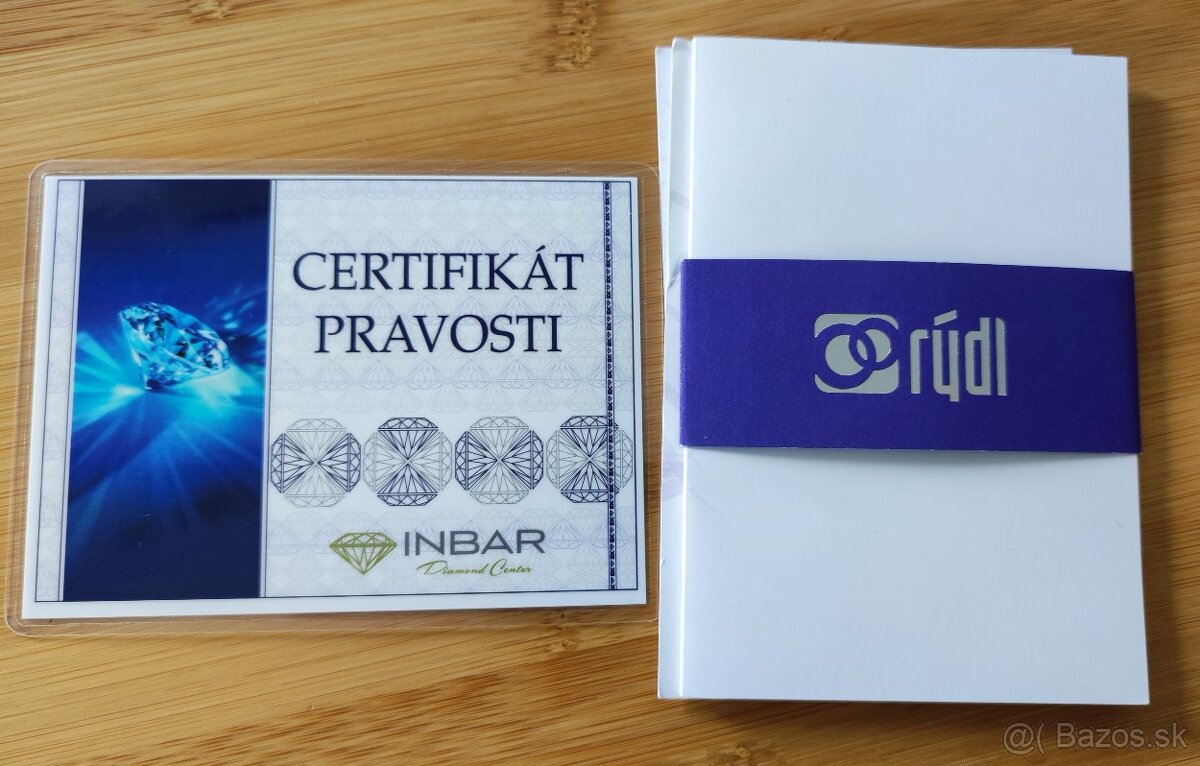 CERTIFIKÁT
PRAVOSTI
INBAR
Diamond Center
rýdl
@( Bazos.sk